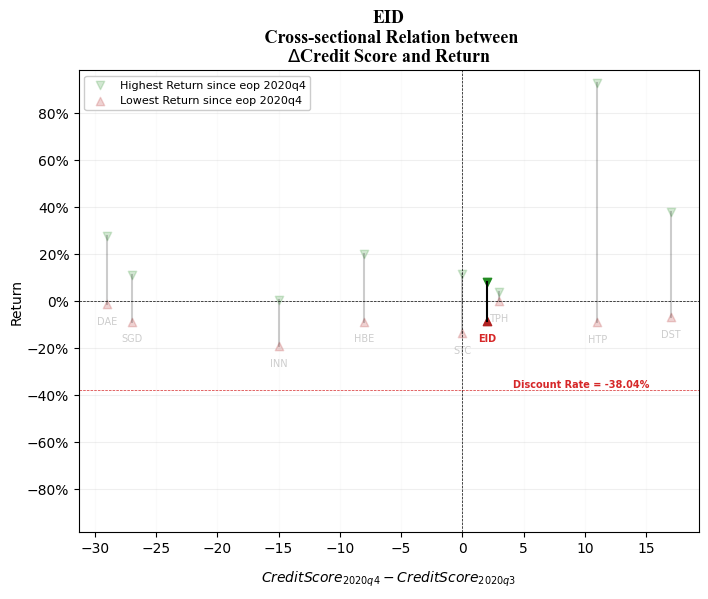 EID
Cross-sectional Relation between
ΔCredit Score and Return
Highest Return since eop 2020q4
Lowest Return since eop 2020q4
Return
80%
60%
40%
20%
0%
−20%
−40%
−60%
−80%
DAE
SGD
INN
HBE
STC
EID
TPH
HTP
DST
Discount Rate = -38.04%
−30 −25 −20 −15 −10 −5 0 5 10 15
CreditScore2020q4 − CreditScore2020q3